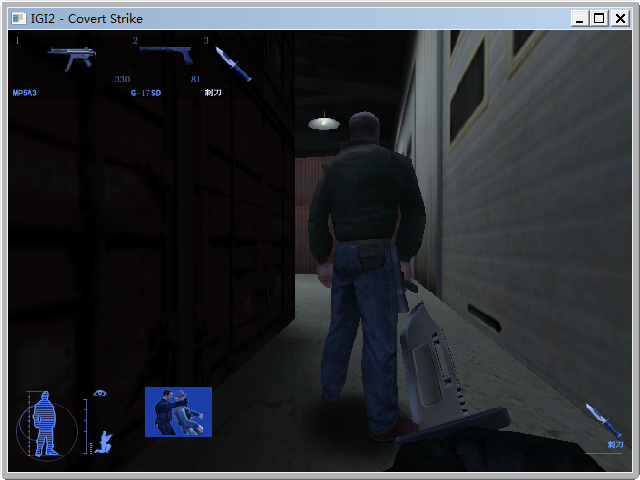 IGI2 - Covert Strike
1
2
3
330
81
MP5A3
G-17SD
刺刀
刺刀